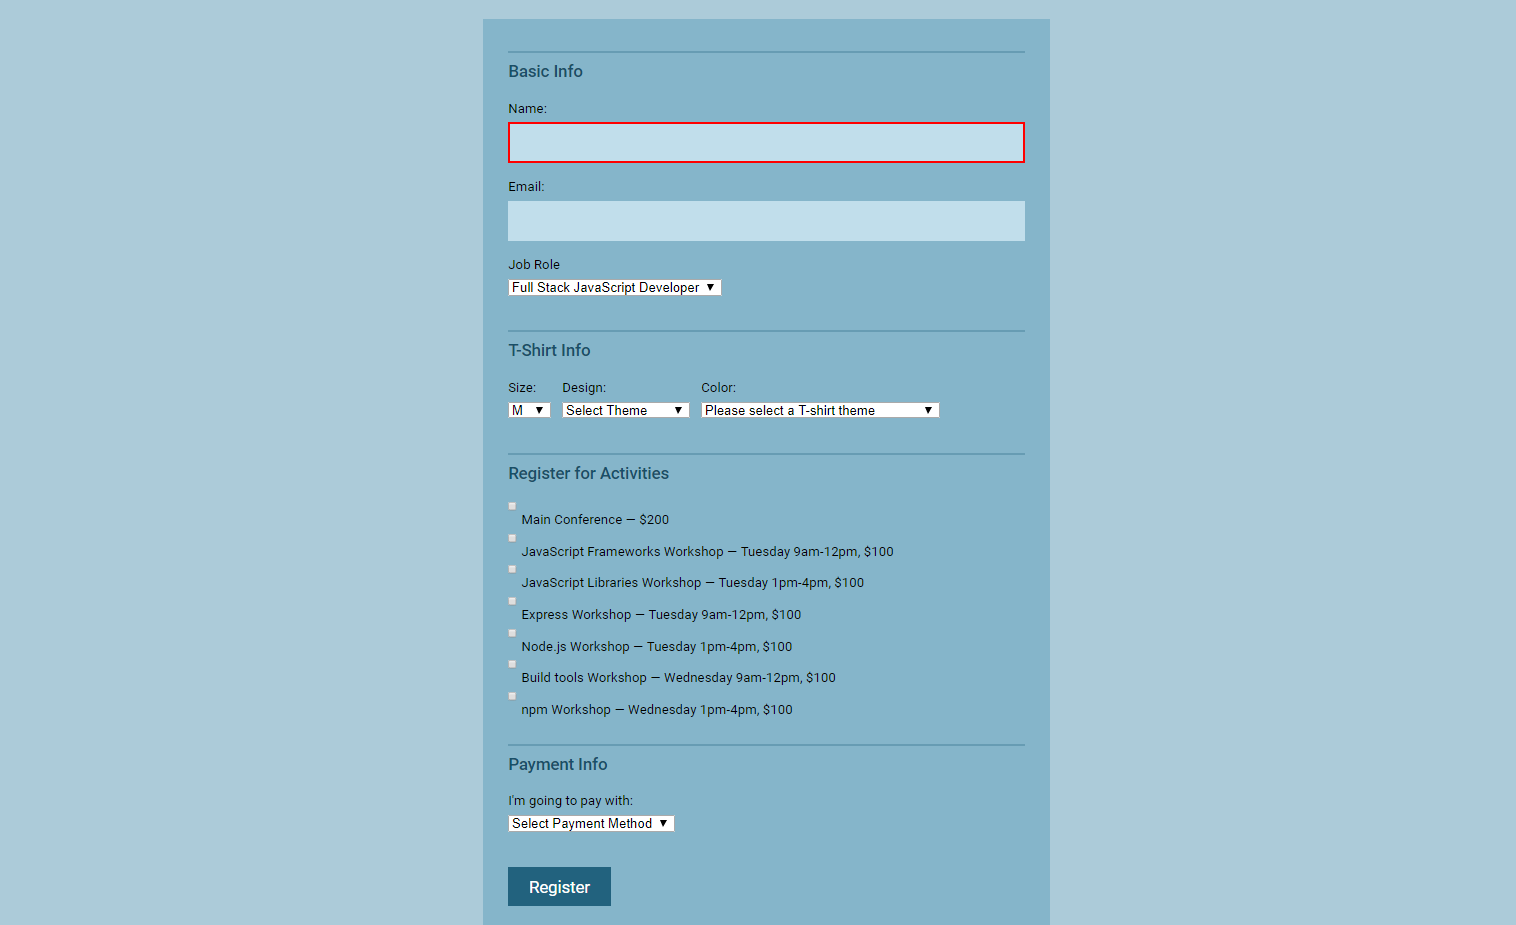 Basic Info
Name:
Email:
Job Role
Full Stack JavaScript Developer
T-Shirt Info
Size: Design: Color:
M Select Theme Please select a T-shirt theme
Register for Activities
Main Conference — $200
JavaScript Frameworks Workshop — Tuesday 9am-12pm, $100
JavaScript Libraries Workshop — Tuesday 1pm-4pm, $100
Express Workshop — Tuesday 9am-12pm, $100
Node.js Workshop — Tuesday 1pm-4pm, $100
Build tools Workshop — Wednesday 9am-12pm, $100
npm Workshop — Wednesday 1pm-4pm, $100
Payment Info
I'm going to pay with:
Select Payment Method
Register